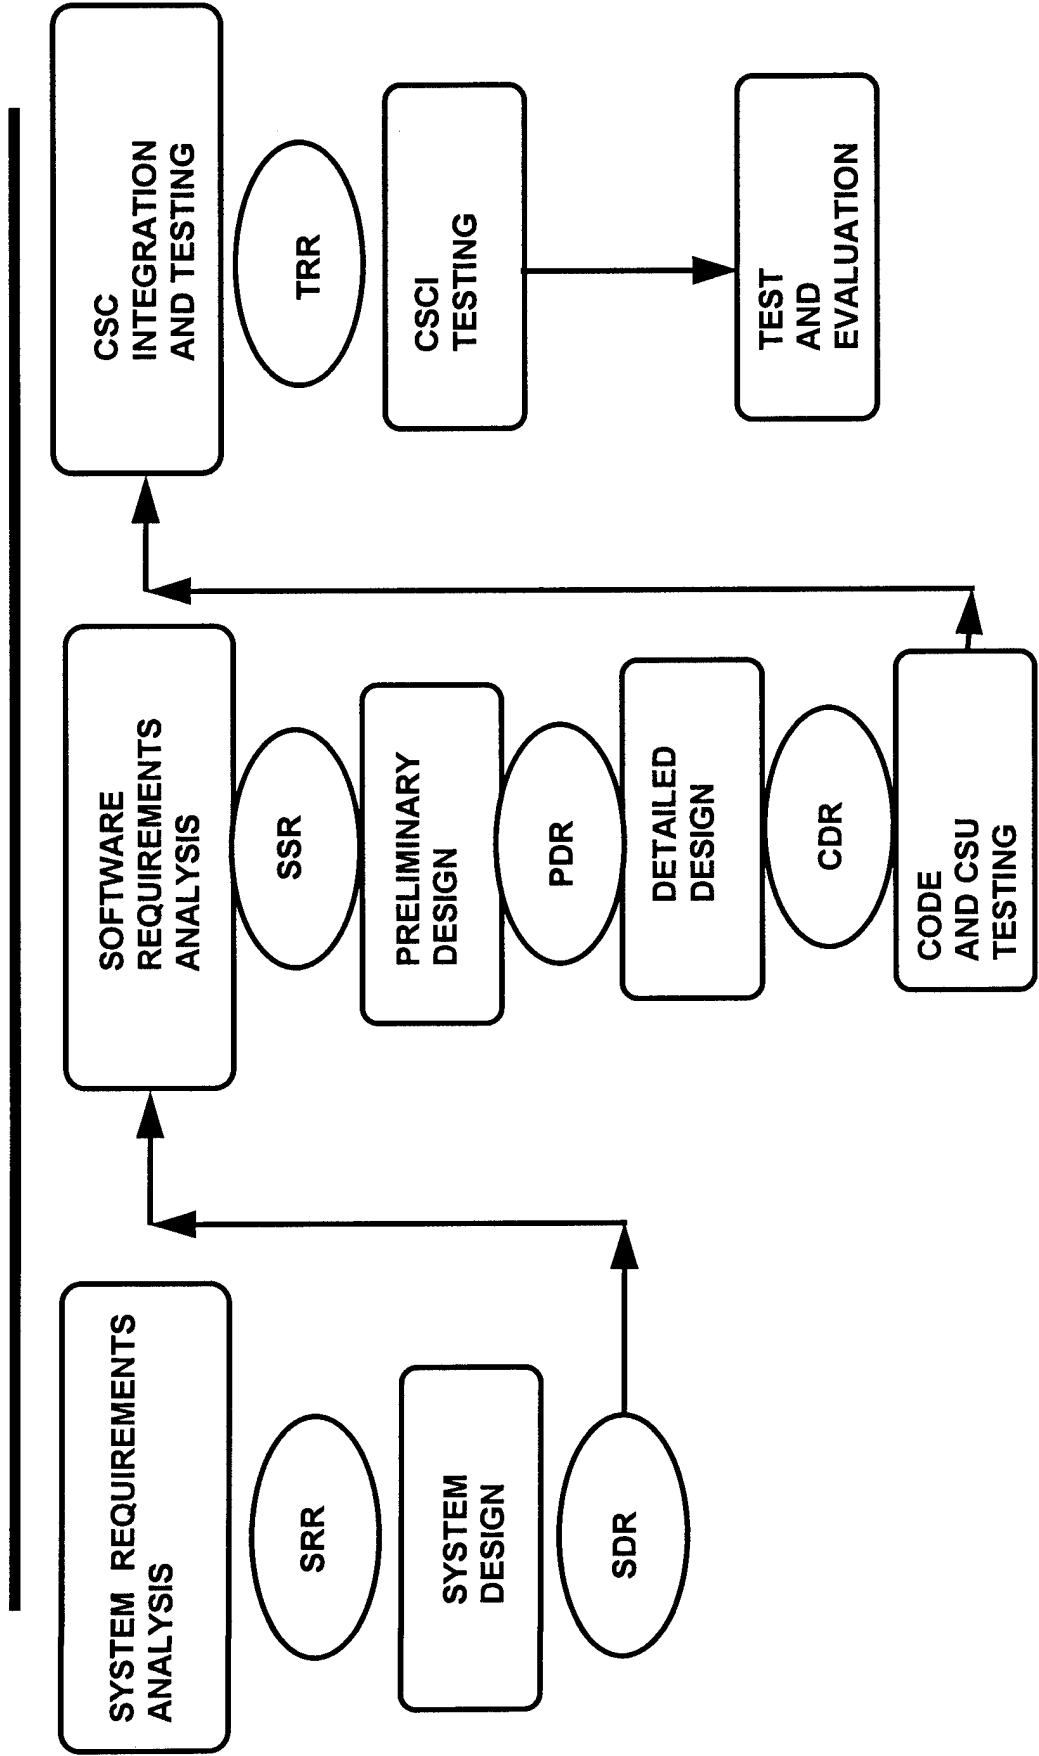 SYSTEM REQUIREMENTS
ANALYSIS
SRR
SYSTEM
DESIGN
SDR
SOFTWARE
REQUIREMENTS
ANALYSIS
SSR
PRELIMINARY
DESIGN
PDR
DETAILED
DESIGN
CDR
CODE
AND CSU
TESTING
CSC
INTEGRATION
AND TESTING
TRR
CSCI
TESTING
TEST
AND
EVALUATION